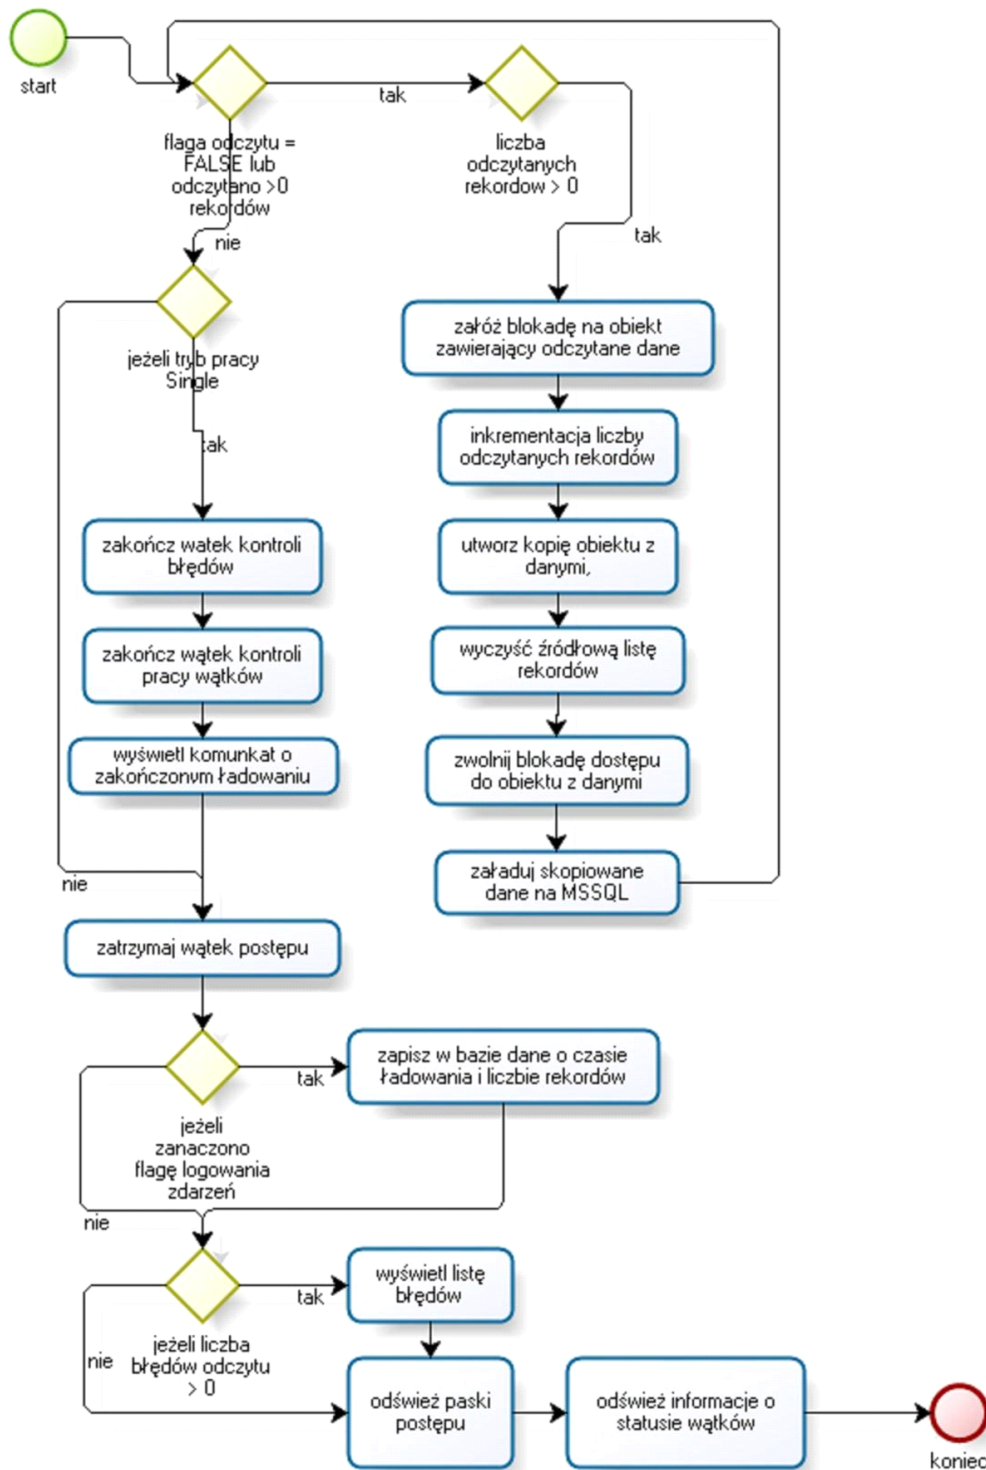 start
tak
flaga odczytu =
FALSE lub
odczytano >0
rekordów
liczba
odczytanych
rekordow > 0
nie
tak
jeżeli tryb pracy
Single
tak
załóż blokadę na obiekt
zawierający odczytane dane
inkrementacja liczby
odczytanych rekordów
zakończ watek kontroli
błędów
utworz kopię obiektu z
danymi,
zakończ wątek kontroli
pracy wątków
wyczyść źródłową listę
rekordów
wyświetl komunkat o
zakończonym ładowaniu
zwolnij blokadę dostępu
do obiektu z danymi
nie
załaduj skopiowane
dane na MSSQL
zatrzymaj wątek postępu
tak
zapisz w bazie dane o czasie
ładowania i liczbie rekordów
jeżeli
zanaczono
flagę logowania
zdarzeń
nie
tak
wyświetl listę
błędów
jeżeli liczba
błędów odczytu
> 0
nie
odśwież paski
postępu
odśwież informacje o
statusie wątków
koniec